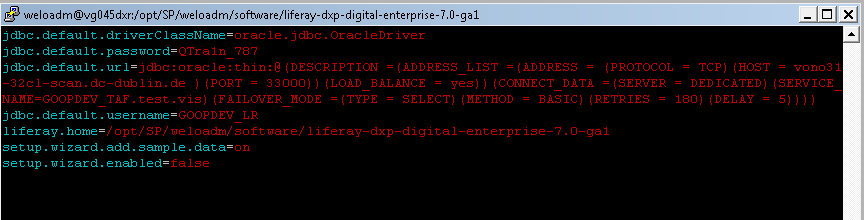 weloadm@vg045dxr:/opt/SP/weloadm/software/liferay-dxp-digital-enterprise-7.0-ga1
jdbc.default.driverClassName=oracle.jdbc.OracleDriver
jdbc.default.password=QTra1n_787
jdbc.default.url=jdbc:oracle:thin:@(DESCRIPTION =(ADDRESS_LIST =(ADDRESS = (PROTOCOL = TCP)(HOST = vono31
-32cl-scan.dc-dublin.de )(PORT = 33000))(LOAD_BALANCE = yes))(CONNECT_DATA =(SERVER = DEDICATED)(SERVICE_
NAME=GOOPDEV_TAF.test.vis)(FAILOVER_MODE =(TYPE = SELECT)(METHOD = BASIC)(RETRIES = 180)(DELAY = 5))))
jdbc.default.username=GOOPDEV_LR
liferay.home=/opt/SP/weloadm/software/liferay-dxp-digital-enterprise-7.0-ga1
setup.wizard.add.sample.data=on
setup.wizard.enabled=false